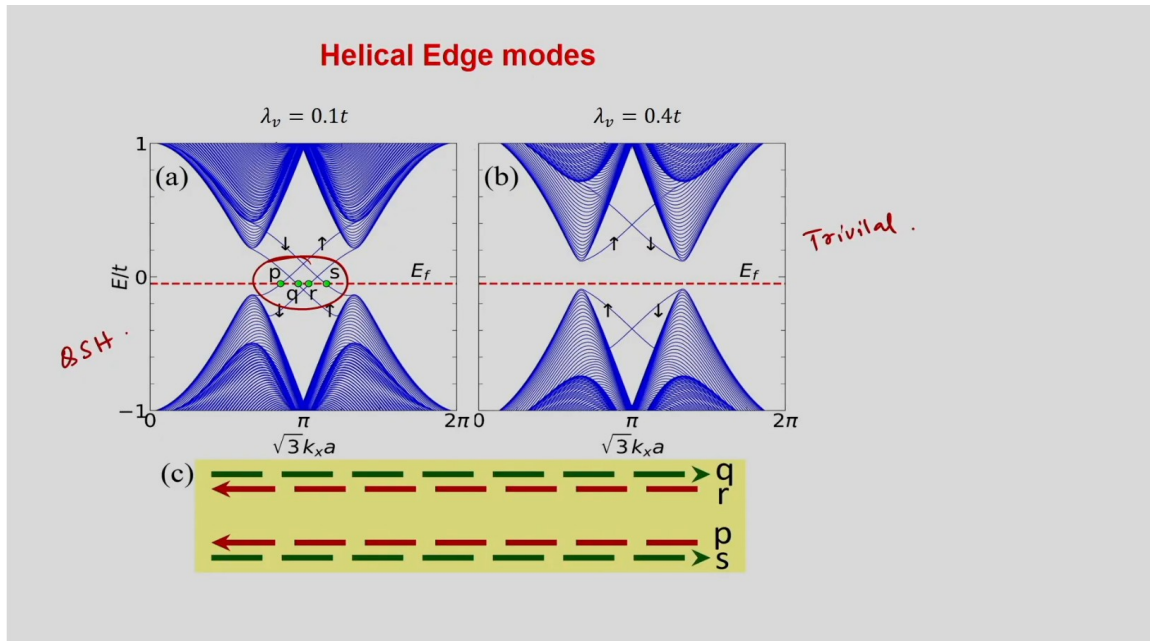 Helical Edge modes
λ_v = 0.1t
λ_v = 0.4t
(a)
(b)
1
0
−1
E/t
↓ ↑
p s
q r
↓ ↑
E_f
↑ ↓
E_f
↑ ↓
QSH.
Trivilal.
0 π 2π
0 π 2π
√3k_xa
√3k_xa
(c)
q
r
p
s